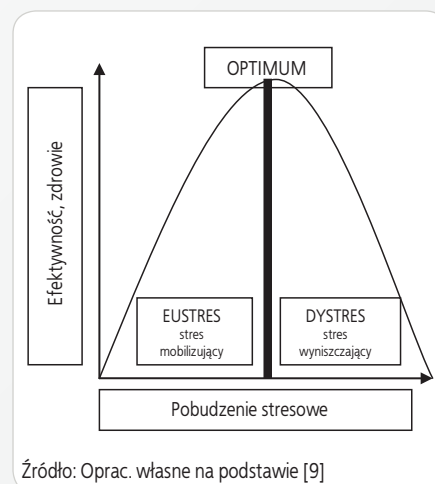 OPTIMUM
Efektywność, zdrowie
EUSTRES
stres
mobilizujący
DYSTRES
stres
wyniszczający
Pobudzenie stresowe
Źródło: Oprac. własne na podstawie [9]